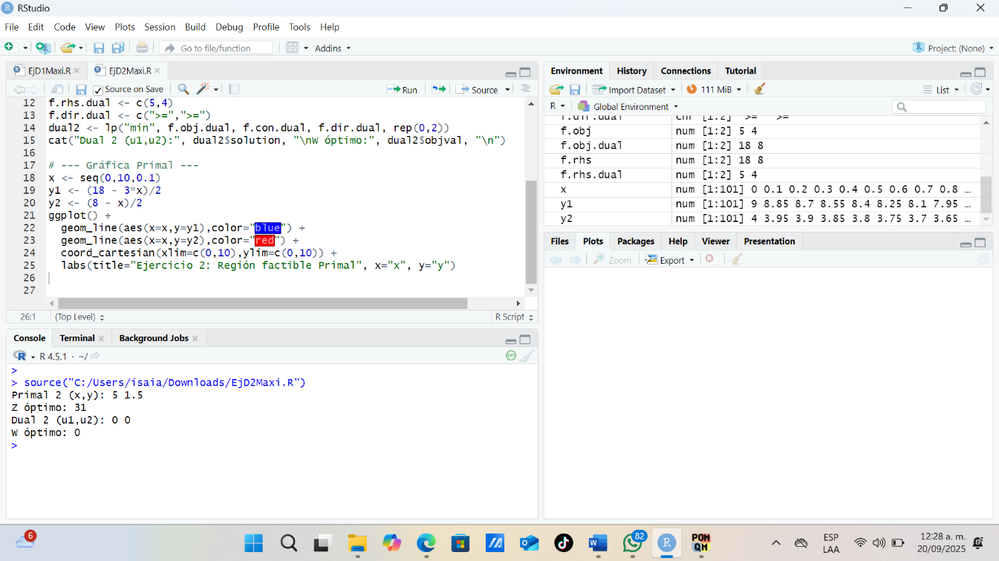 RStudio
File Edit Code View Plots Session Build Debug Profile Tools Help
Go to file/function Addins Project: (None)
EjD1Maxi.R EjD2Maxi.R
Source on Save Run Source
12 f.rhs.dual <- c(5,4)
13 f.dir.dual <- c(">=",">=")
14 dual2 <- lp("min", f.obj.dual, f.con.dual, f.dir.dual, rep(0,2))
15 cat("Dual 2 (u1,u2):", dual2$solution, "\nW óptimo:", dual2$objval, "\n")
16
17 # --- Gráfica Primal ---
18 x <- seq(0,10,0.1)
19 y1 <- (18 - 3*x)/2
20 y2 <- (8 - x)/2
21 ggplot() +
22 geom_line(aes(x=x,y=y1),color="blue") +
23 geom_line(aes(x=x,y=y2),color="red") +
24 coord_cartesian(xlim=c(0,10),ylim=c(0,10)) +
25 labs(title="Ejercicio 2: Región factible Primal", x="x", y="y")
26
27
26:1 (Top Level) R Script
Console Terminal Background Jobs
R 4.5.1 · ~/
>
> source("C:/Users/isaia/Downloads/EjD2Maxi.R")
Primal 2 (x,y): 5 1.5
Z óptimo: 31
Dual 2 (u1,u2): 0 0
W óptimo: 0
>
Environment History Connections Tutorial
Import Dataset 111 MiB List
R Global Environment
f.dir.dual chr [1:2] ">=" ">="
f.obj num [1:2] 5 4
f.obj.dual num [1:2] 18 8
f.rhs num [1:2] 18 8
f.rhs.dual num [1:2] 5 4
x num [1:101] 0 0.1 0.2 0.3 0.4 0.5 0.6 0.7 0.8 …
y1 num [1:101] 9 8.85 8.7 8.55 8.4 8.25 8.1 7.95 …
y2 num [1:101] 4 3.95 3.9 3.85 3.8 3.75 3.7 3.65 …
Files Plots Packages Help Viewer Presentation
Zoom Export
6
POM
QM
82
ESP
LAA
12:28 a. m.
20/09/2025